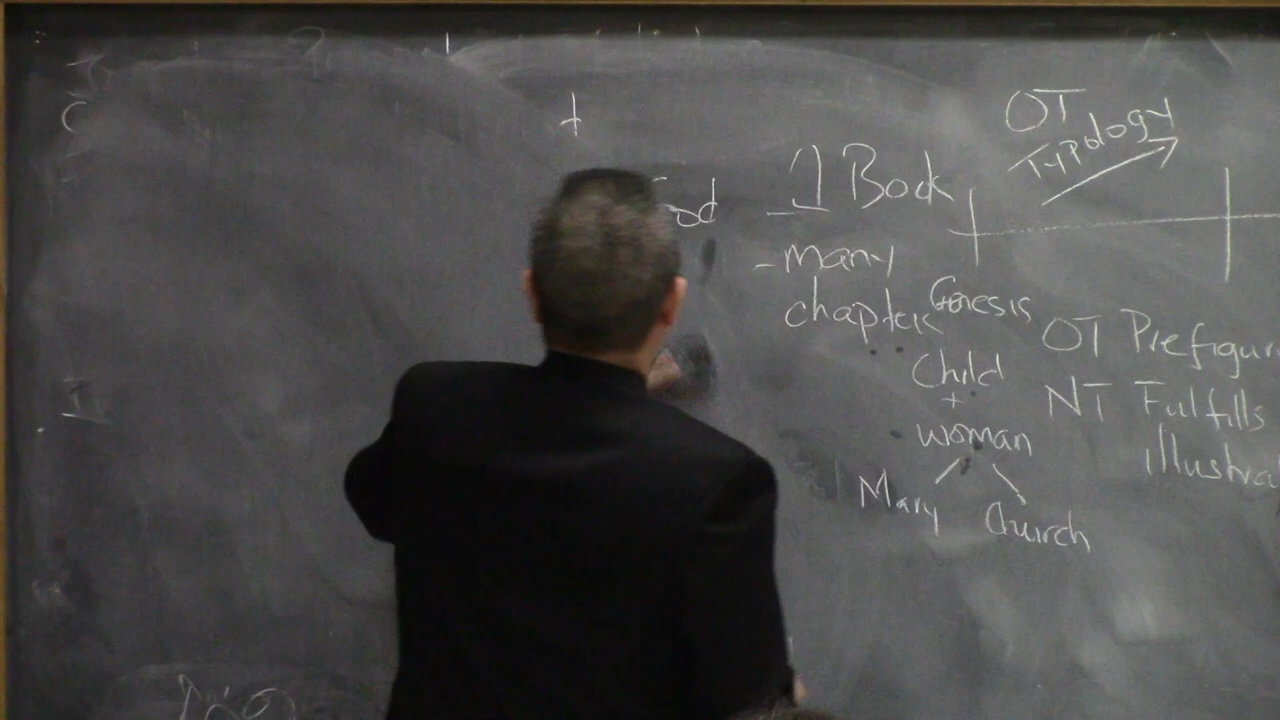 OT
Typology
1 Book
- many
chapters
Genesis
Child
+
woman
Mary Church
OT Prefigur
NT Fulfills
illustra